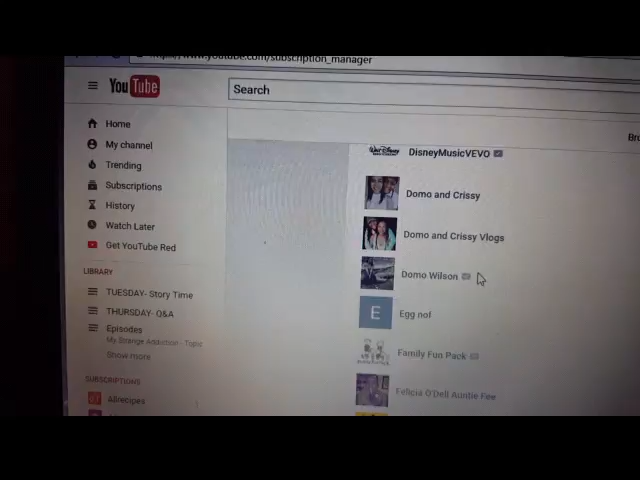 www.youtube.com/subscription_manager
YouTube
Search
Home
My channel
Trending
Subscriptions
History
Watch Later
Get YouTube Red
LIBRARY
TUESDAY- Story Time
THURSDAY- Q&A
Episodes
My Strange Addiction - Topic
Show more
SUBSCRIPTIONS
Allrecipes
Walt Disney
DisneyMusicVEVO
Domo and Crissy
Domo and Crissy Vlogs
Domo Wilson
E
Egg nof
Family Fun Pack
Felicia O'Dell Auntie Fee